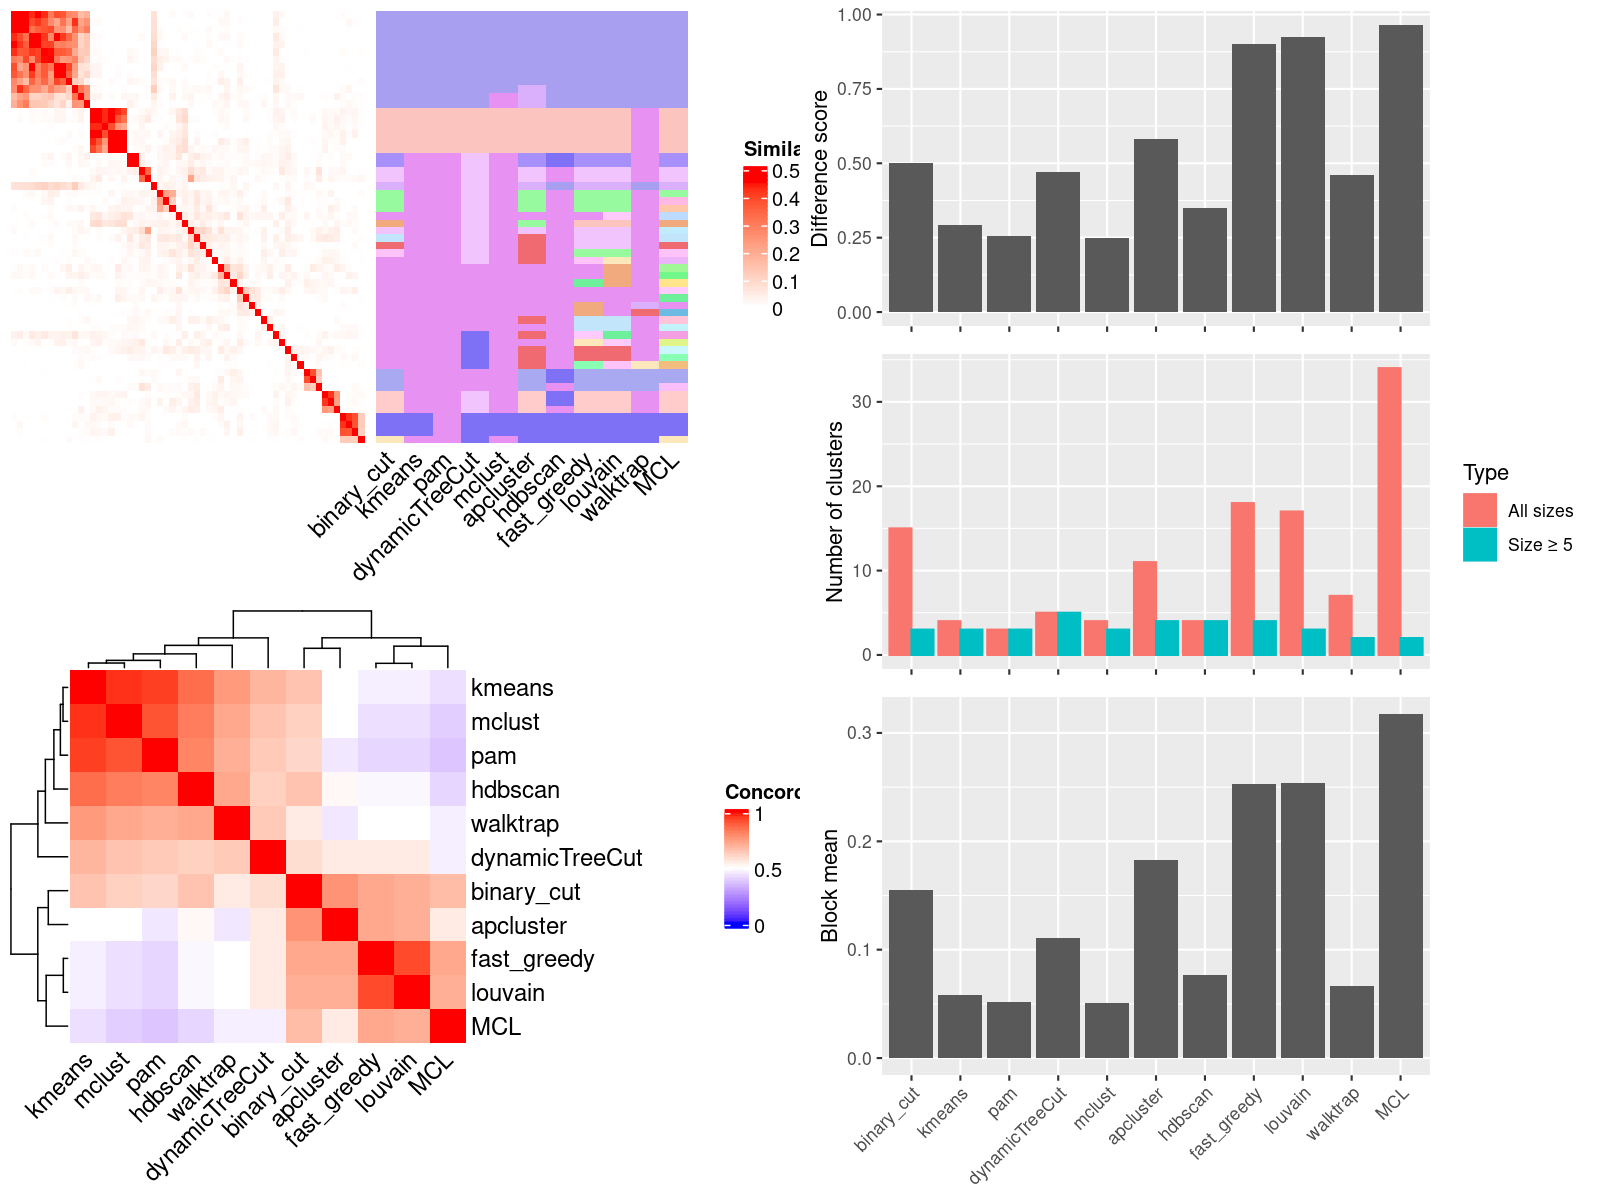 Simila
0.5
0.4
0.3
0.2
0.1
0
binary_cut
kmeans
pam
dynamicTreeCut
mclust
apcluster
hdbscan
fast_greedy
louvain
walktrap
MCL
kmeans
mclust
pam
hdbscan
walktrap
dynamicTreeCut
binary_cut
apcluster
fast_greedy
louvain
MCL
kmeans
mclust
pam
hdbscan
walktrap
dynamicTreeCut
binary_cut
apcluster
fast_greedy
louvain
MCL
Concord
1
0.5
0
Difference score
1.00
0.75
0.50
0.25
0.00
Number of clusters
30
20
10
0
Type
All sizes
Size ≥ 5
Block mean
0.3
0.2
0.1
0.0
binary_cut
kmeans
pam
dynamicTreeCut
mclust
apcluster
hdbscan
fast_greedy
louvain
walktrap
MCL